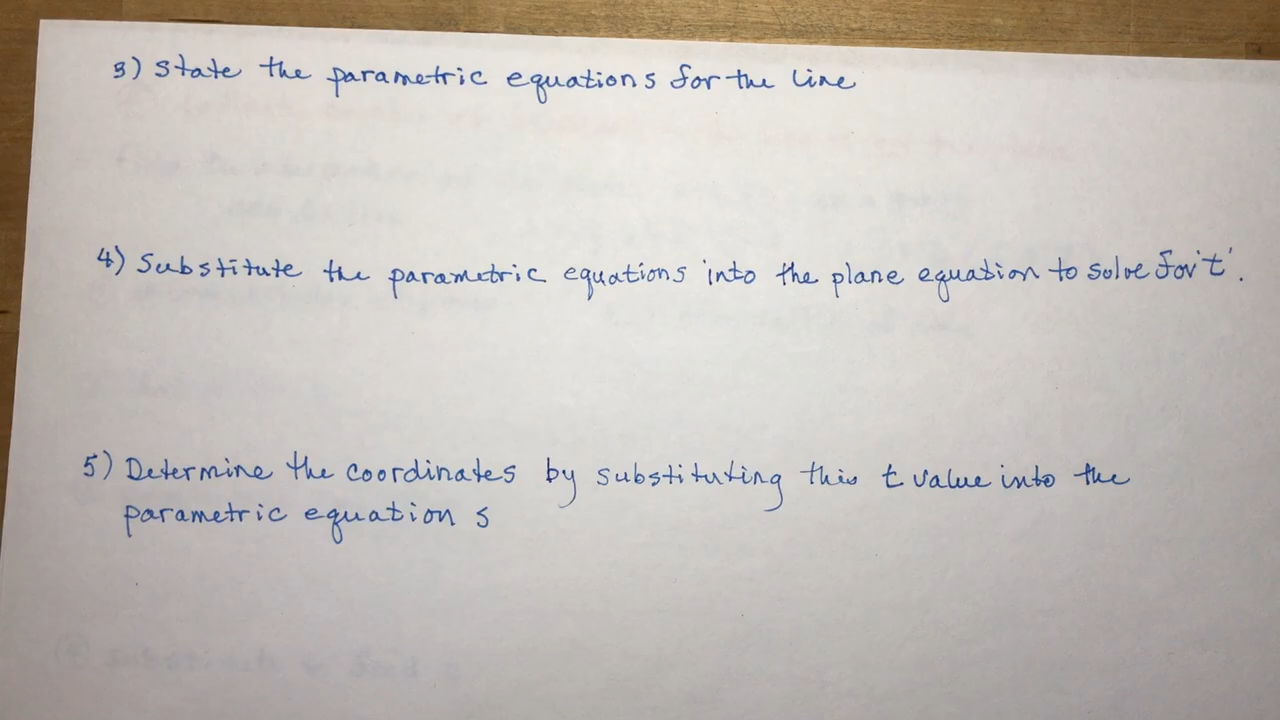 3) State the parametric equations for the line
4) Substitute the parametric equations into the plane equation to solve for 't'.
5) Determine the coordinates by substituting this t value into the
parametric equations